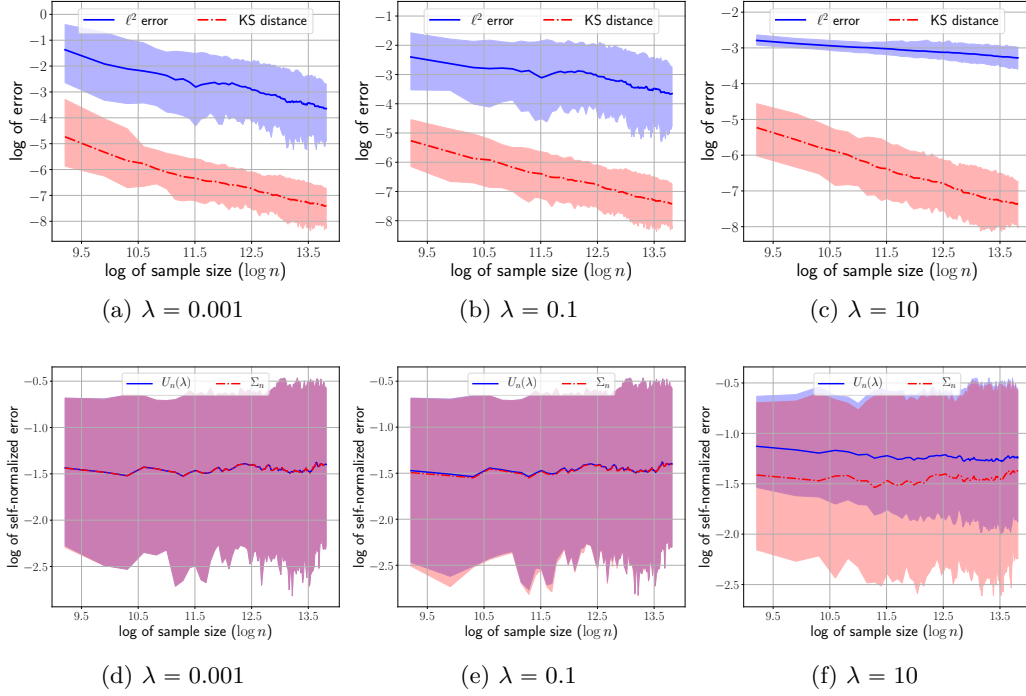 ℓ² error KS distance
0
−1
−2
−3
−4
−5
−6
−7
−8
log of error
9.5 10.5 11.5 12.5 13.5
log of sample size (log n)
(a) λ = 0.001
ℓ² error KS distance
−1
−2
−3
−4
−5
−6
−7
−8
log of error
9.5 10.5 11.5 12.5 13.5
log of sample size (log n)
(b) λ = 0.1
ℓ² error KS distance
−2
−3
−4
−5
−6
−7
−8
log of error
9.5 10.5 11.5 12.5 13.5
log of sample size (log n)
(c) λ = 10
Uₙ(λ) Σₙ
−0.5
−1.0
−1.5
−2.0
−2.5
log of self-normalized error
9.5 10.5 11.5 12.5 13.5
log of sample size (log n)
(d) λ = 0.001
Uₙ(λ) Σₙ
−0.5
−1.0
−1.5
−2.0
−2.5
log of self-normalized error
9.5 10.5 11.5 12.5 13.5
log of sample size (log n)
(e) λ = 0.1
Uₙ(λ) Σₙ
−0.5
−1.0
−1.5
−2.0
−2.5
log of self-normalized error
9.5 10.5 11.5 12.5 13.5
log of sample size (log n)
(f) λ = 10